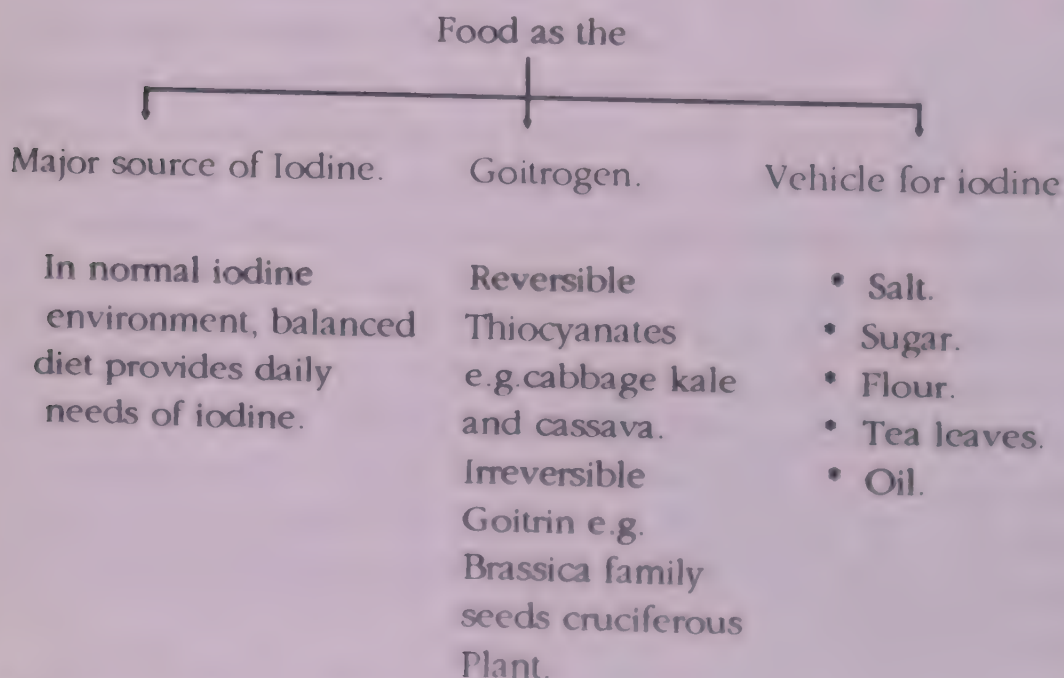 Food as the
Major source of Iodine.
Goitrogen.
Vehicle for iodine
In normal iodine
environment, balanced
diet provides daily
needs of iodine.
Reversible
Thiocyanates
e.g.cabbage kale
and cassava.
Irreversible
Goitrin e.g.
Brassica family
seeds cruciferous
Plant.
* Salt.
* Sugar.
* Flour.
* Tea leaves.
* Oil.